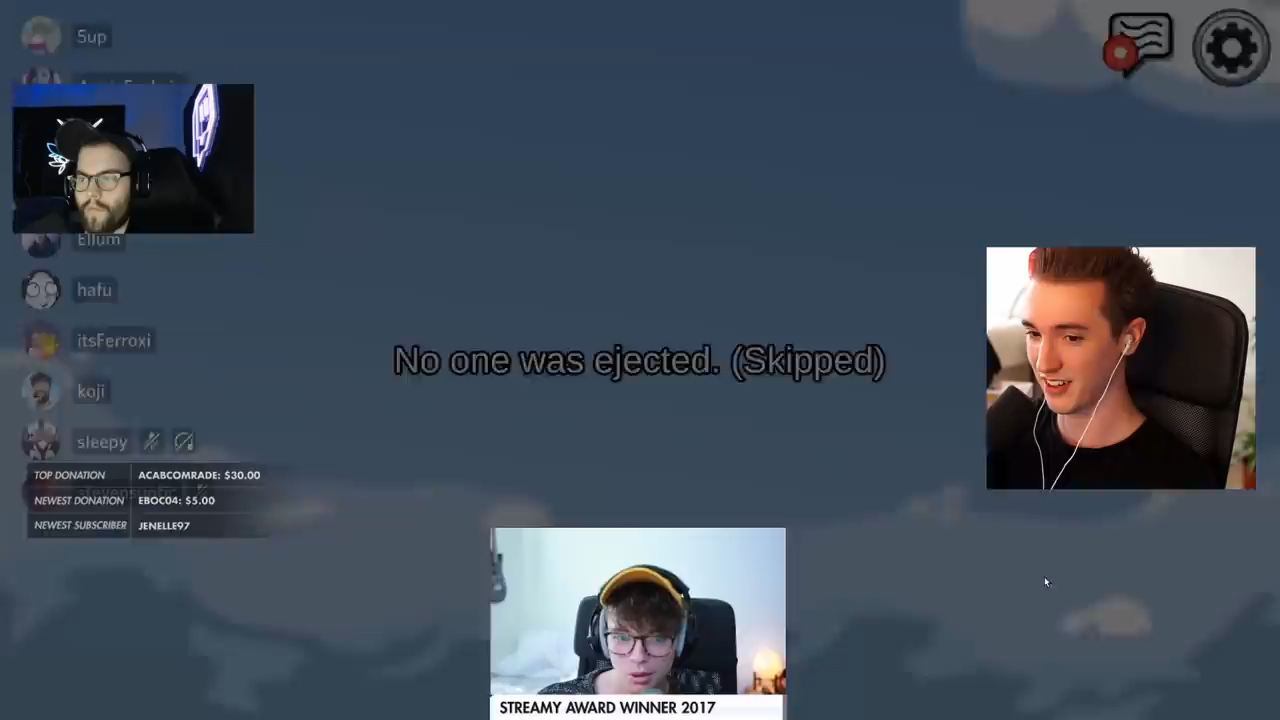 5up
Ellum
hafu
itsFerroxi
koji
sleepy
No one was ejected. (Skipped)
TOP DONATION ACABCOMRADE: $30.00
NEWEST DONATION EBOC04: $5.00
NEWEST SUBSCRIBER JENELLE97
STREAMY AWARD WINNER 2017